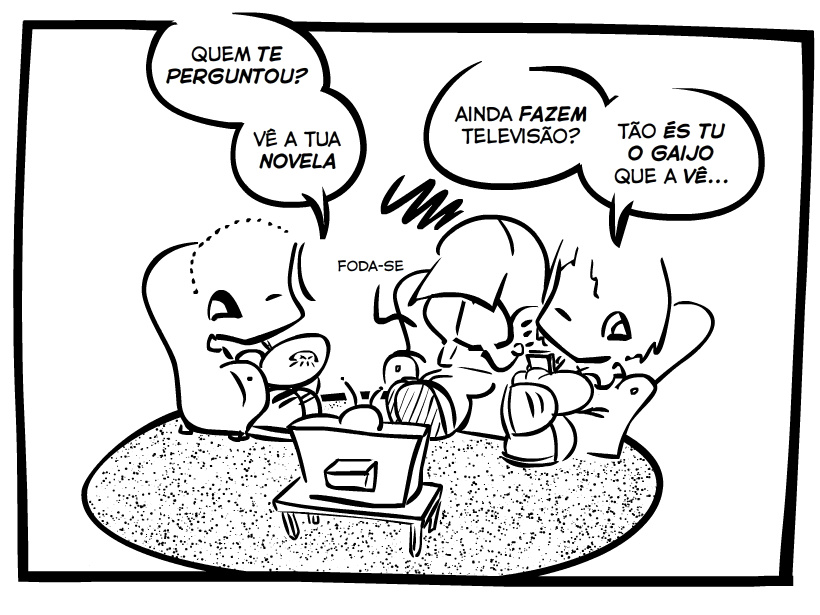 QUEM TE
PERGUNTOU?
VÊ A TUA
NOVELA
AINDA FAZEM
TELEVISÃO?
TÃO ÉS TU
O GAIJO
QUE A VÊ...
FODA-SE